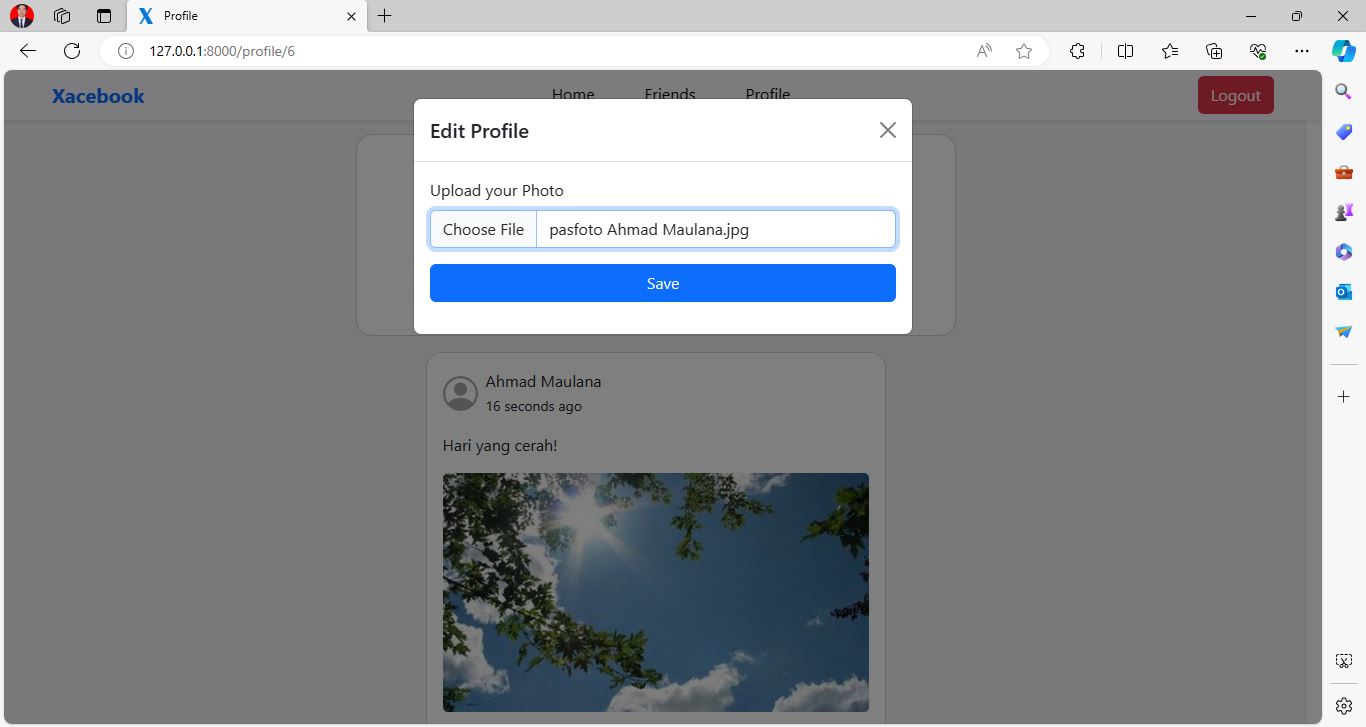 Profile
127.0.0.1:8000/profile/6
Xacebook
Home
Friends
Profile
Logout
Edit Profile
Upload your Photo
Choose File
pasfoto Ahmad Maulana.jpg
Save
Ahmad Maulana
16 seconds ago
Hari yang cerah!